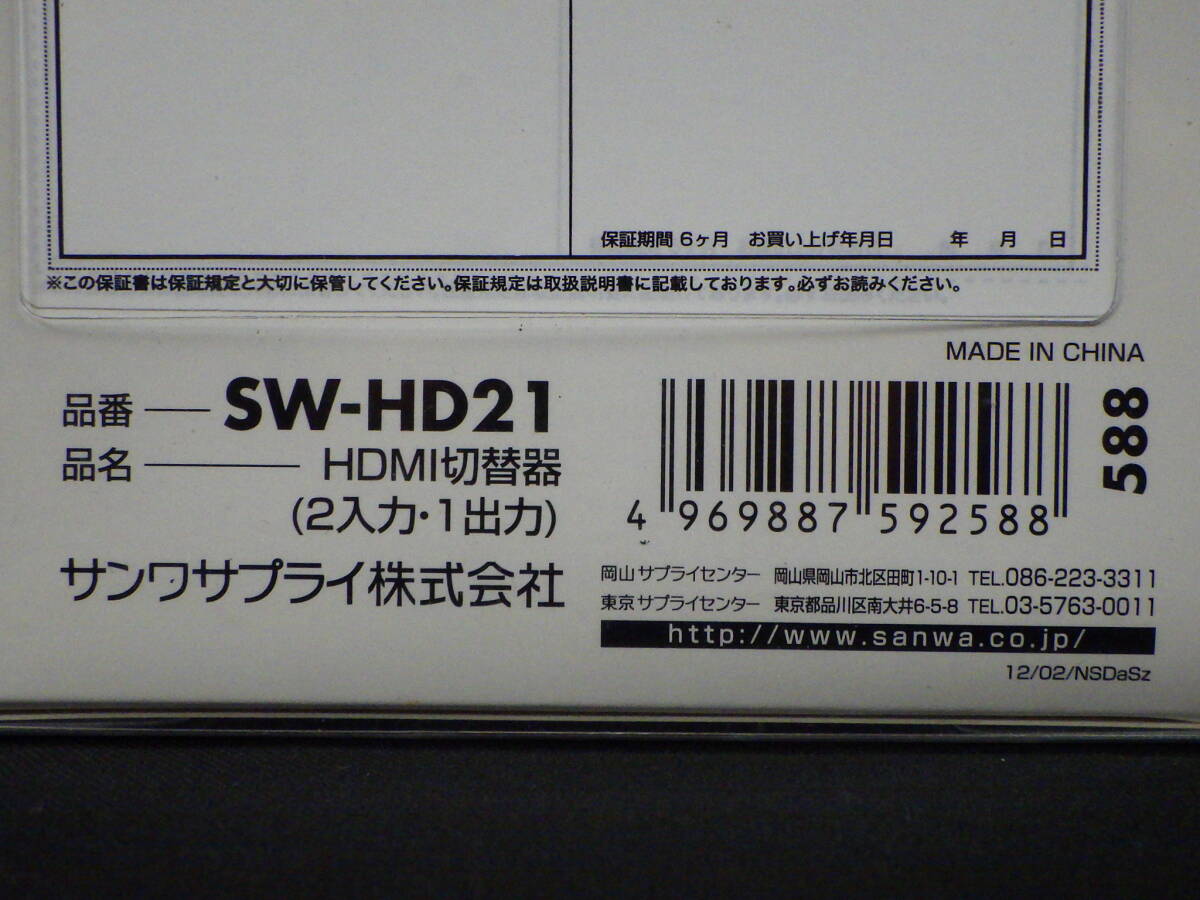 保証期間 6ヶ月 お買い上げ年月日 年 月 日
※この保証書は保証規定と大切に保管してください。保証規定は取扱説明書に記載しております。必ずお読みください。
MADE IN CHINA
品番 — SW-HD21
品名 — HDMI切替器
(2入力・1出力)
サンワサプライ株式会社
588
4 969887 592588
岡山サプライセンター 岡山県岡山市北区田町1-10-1 TEL.086-223-3311
東京サプライセンター 東京都品川区南大井6-5-8 TEL.03-5763-0011
http://www.sanwa.co.jp/
12/02/NSDaSz